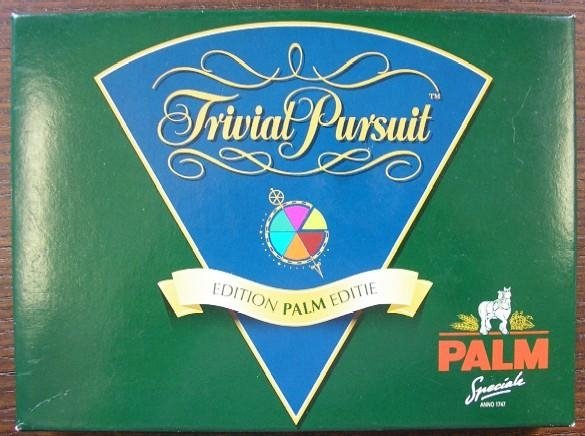 Trivial Pursuit™
EDITION PALM EDITIE
PALM
Speciale
ANNO 1747